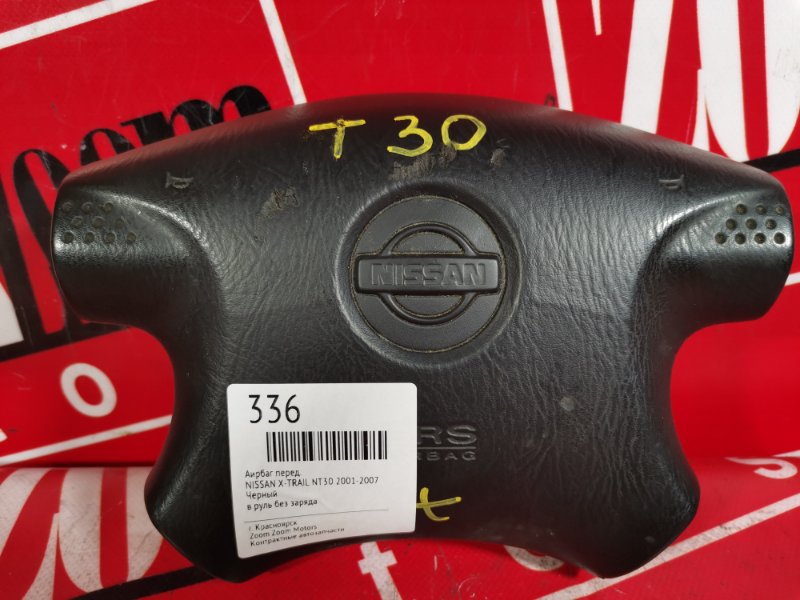 T 30
NISSAN
336
Аирбаг перед.
NISSAN X-TRAIL NT30 2001-2007
Черный
в руль без заряда
г. Красноярск
Zoom Zoom Motors
Контрактные автозапчасти
RS
BAG